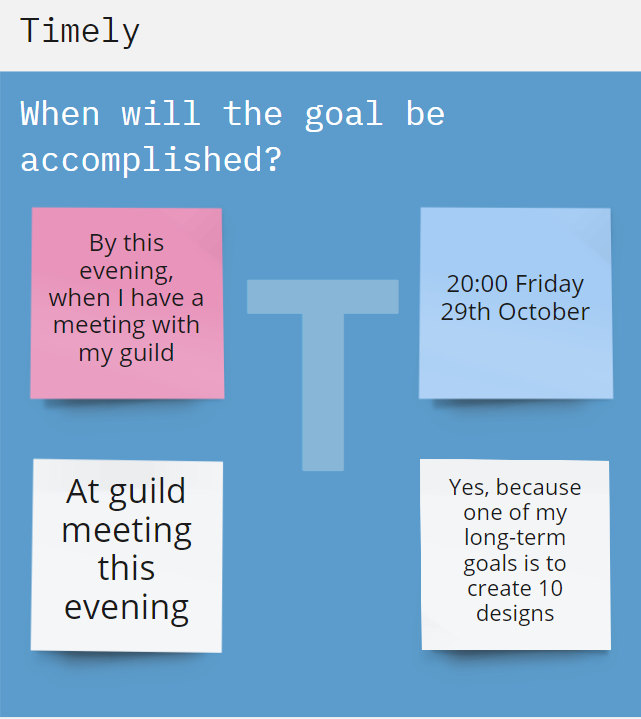 Timely
When will the goal be
accomplished?
By this
evening,
when I have a
meeting with
my guild
20:00 Friday
29th October
T
At guild
meeting
this
evening
Yes, because
one of my
long-term
goals is to
create 10
designs